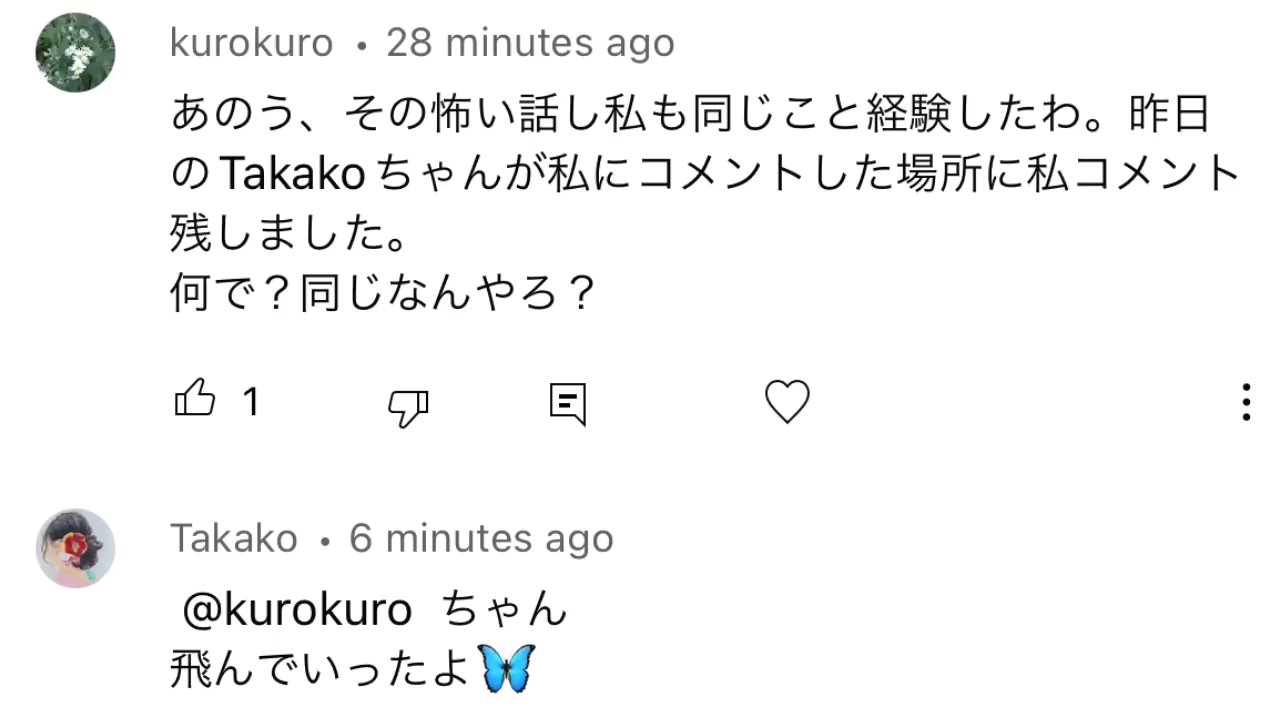 kurokuro • 28 minutes ago
あのう、その怖い話し私も同じこと経験したわ。昨日
のTakakoちゃんが私にコメントした場所に私コメント
残しました。
何で？同じなんやろ？
1
Takako • 6 minutes ago
@kurokuro ちゃん
飛んでいったよ🦋